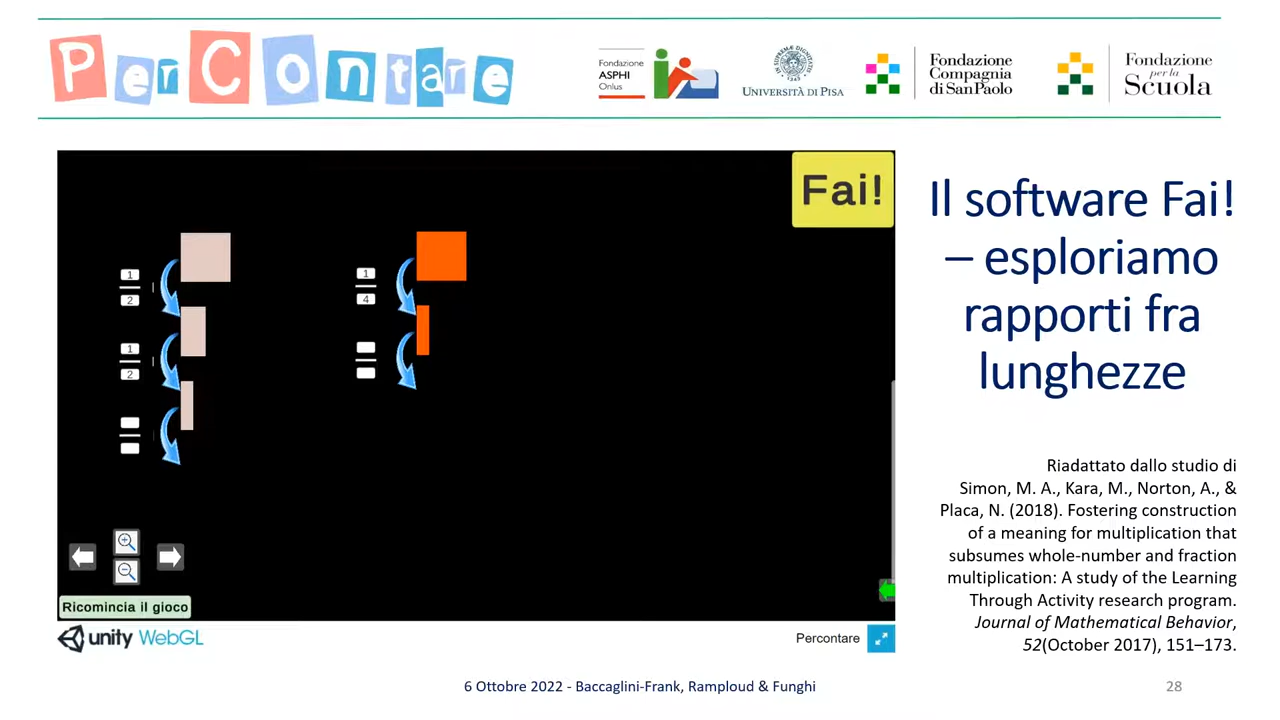 PerContare
Fondazione
ASPHI
Onlus
UNIVERSITÀ DI PISA
Fondazione
Compagnia
di San Paolo
Fondazione
per la
Scuola
Fai!
1
2
1
2
1
4
Ricomincia il gioco
unity WebGL
Percontare
Il software Fai!
– esploriamo
rapporti fra
lunghezze
Riadattato dallo studio di
Simon, M. A., Kara, M., Norton, A., &
Placa, N. (2018). Fostering construction
of a meaning for multiplication that
subsumes whole-number and fraction
multiplication: A study of the Learning
Through Activity research program.
Journal of Mathematical Behavior,
52(October 2017), 151–173.
6 Ottobre 2022 - Baccaglini-Frank, Ramploud & Funghi
28